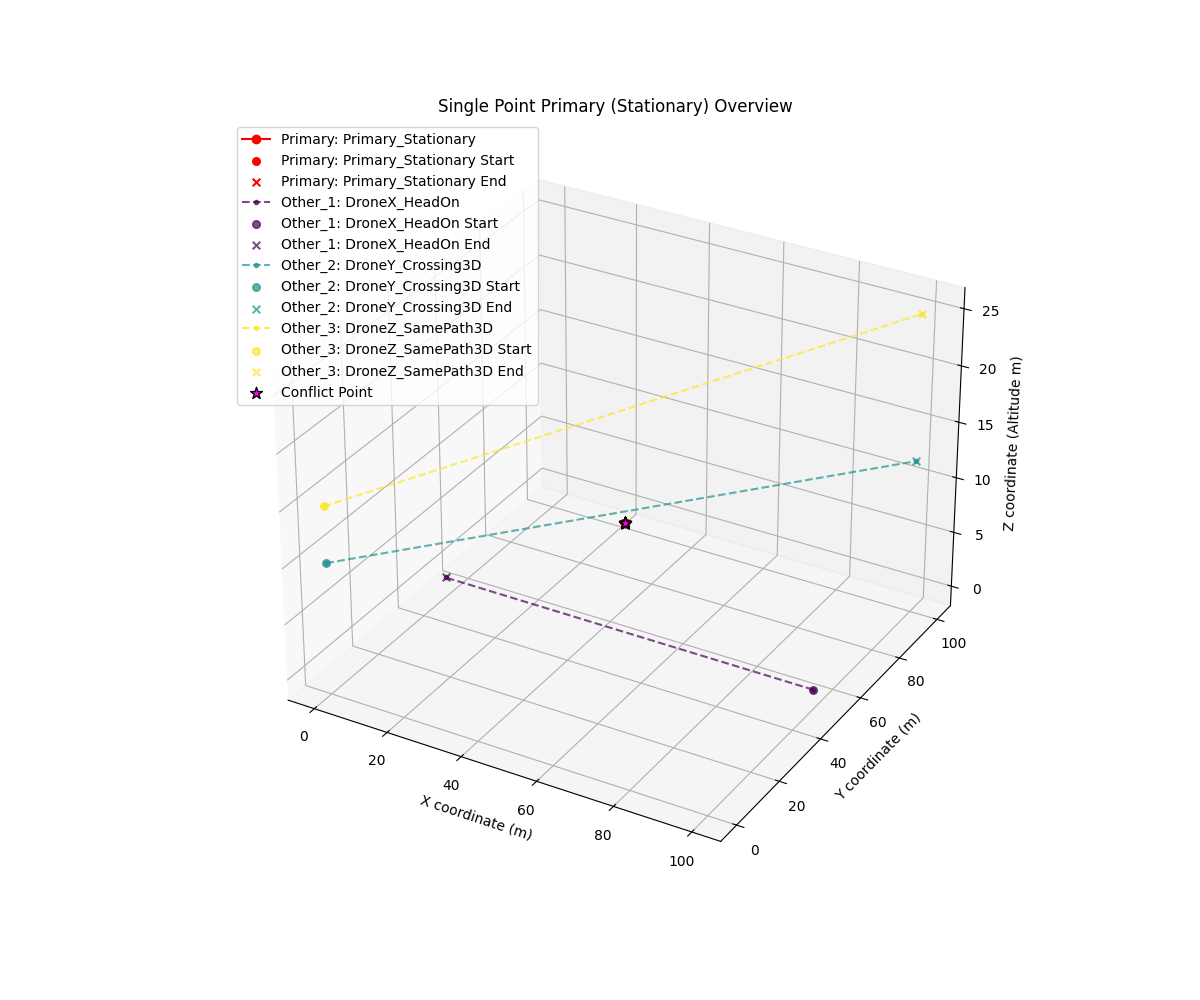 Single Point Primary (Stationary) Overview
Primary: Primary_Stationary
Primary: Primary_Stationary Start
Primary: Primary_Stationary End
Other_1: DroneX_HeadOn
Other_1: DroneX_HeadOn Start
Other_1: DroneX_HeadOn End
Other_2: DroneY_Crossing3D
Other_2: DroneY_Crossing3D Start
Other_2: DroneY_Crossing3D End
Other_3: DroneZ_SamePath3D
Other_3: DroneZ_SamePath3D Start
Other_3: DroneZ_SamePath3D End
Conflict Point
25
20
15
10
5
0
Z coordinate (Altitude m)
100
80
60
40
20
0
Y coordinate (m)
0
20
40
60
80
100
X coordinate (m)